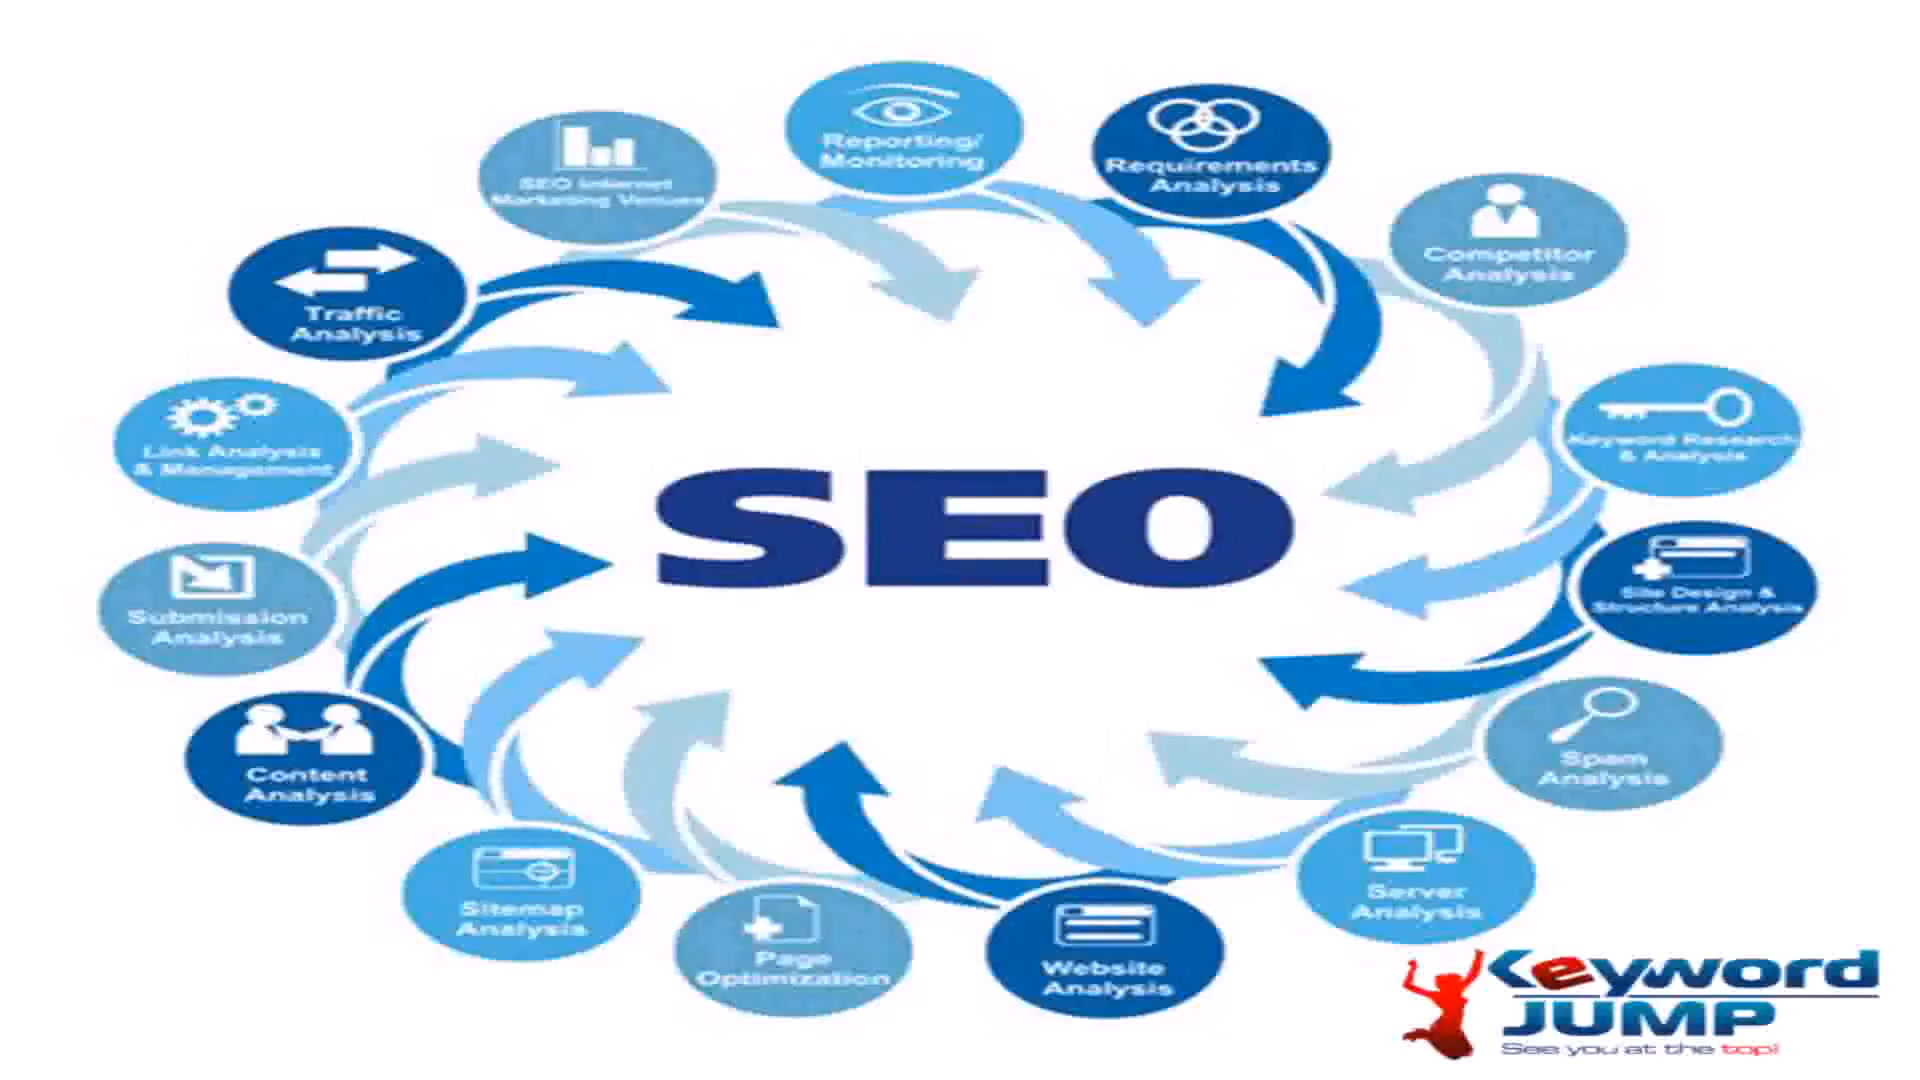 Reporting/
Monitoring
Requirements
Analysis
SEO Internet
Marketing Venues
Competitor
Analysis
Traffic
Analysis
Keyword Research
& Analysis
Link Analysis
& Management
SEO
Site Design &
Structure Analysis
Submission
Analysis
Spam
Analysis
Content
Analysis
Server
Analysis
Sitemap
Analysis
Page
Optimization
Website
Analysis
Keyword
JUMP
See you at the top!